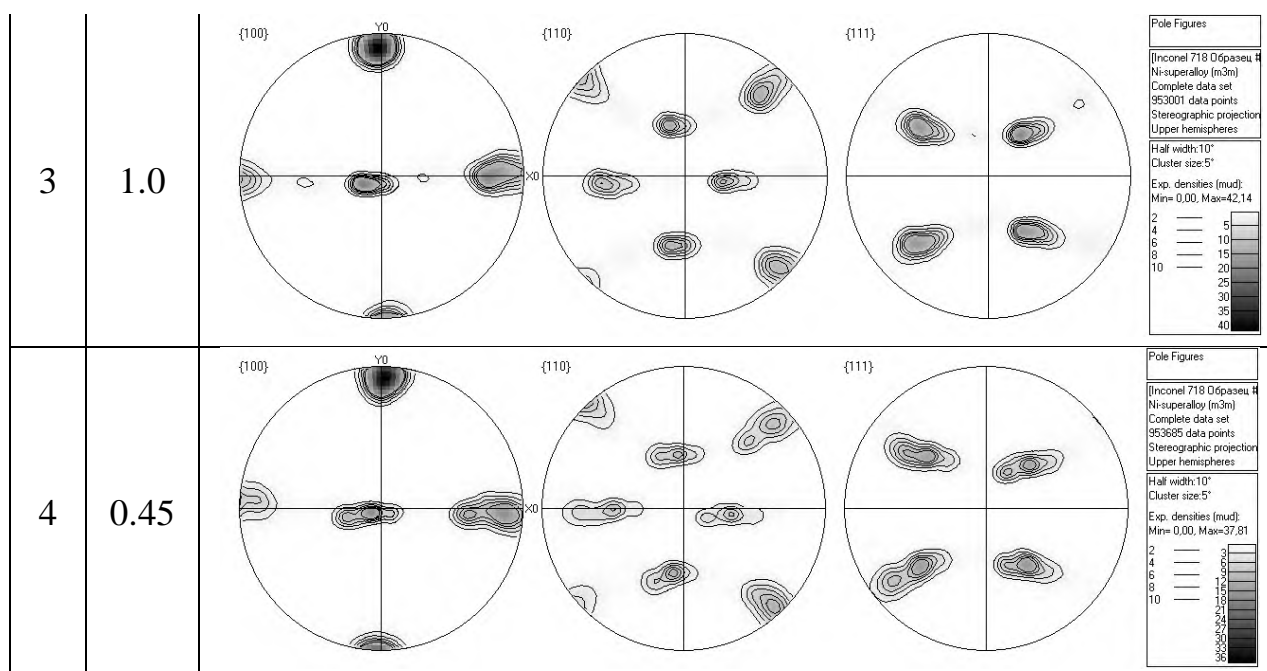 3
1.0
{100}
Y0
X0
{110}
{111}
Pole Figures
[Inconel 718 Образец #
Ni-superalloy (m3m)
Complete data set
953001 data points
Stereographic projection
Upper hemispheres
Half width:10°
Cluster size:5°
Exp. densities (mud):
Min= 0,00, Max=42,14
2
4
6
8
10
5
10
15
20
25
30
35
40
4
0.45
{100}
Y0
X0
{110}
{111}
Pole Figures
[Inconel 718 Образец #
Ni-superalloy (m3m)
Complete data set
953685 data points
Stereographic projection
Upper hemispheres
Half width:10°
Cluster size:5°
Exp. densities (mud):
Min= 0,00, Max=37,81
2
4
6
8
10
3
6
9
12
15
18
21
24
27
30
33
36